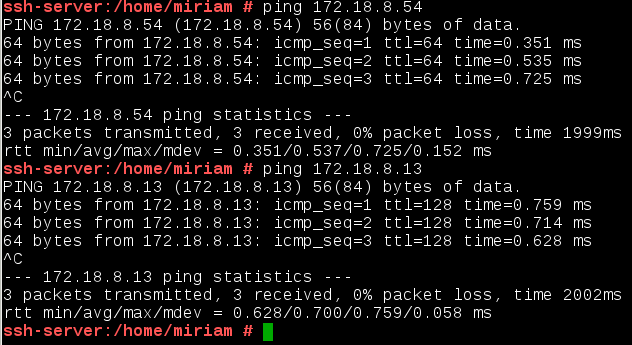 ssh-server:/home/miriam # ping 172.18.8.54
PING 172.18.8.54 (172.18.8.54) 56(84) bytes of data.
64 bytes from 172.18.8.54: icmp_seq=1 ttl=64 time=0.351 ms
64 bytes from 172.18.8.54: icmp_seq=2 ttl=64 time=0.535 ms
64 bytes from 172.18.8.54: icmp_seq=3 ttl=64 time=0.725 ms
^C
--- 172.18.8.54 ping statistics ---
3 packets transmitted, 3 received, 0% packet loss, time 1999ms
rtt min/avg/max/mdev = 0.351/0.537/0.725/0.152 ms
ssh-server:/home/miriam # ping 172.18.8.13
PING 172.18.8.13 (172.18.8.13) 56(84) bytes of data.
64 bytes from 172.18.8.13: icmp_seq=1 ttl=128 time=0.759 ms
64 bytes from 172.18.8.13: icmp_seq=2 ttl=128 time=0.714 ms
64 bytes from 172.18.8.13: icmp_seq=3 ttl=128 time=0.628 ms
^C
--- 172.18.8.13 ping statistics ---
3 packets transmitted, 3 received, 0% packet loss, time 2002ms
rtt min/avg/max/mdev = 0.628/0.700/0.759/0.058 ms
ssh-server:/home/miriam #